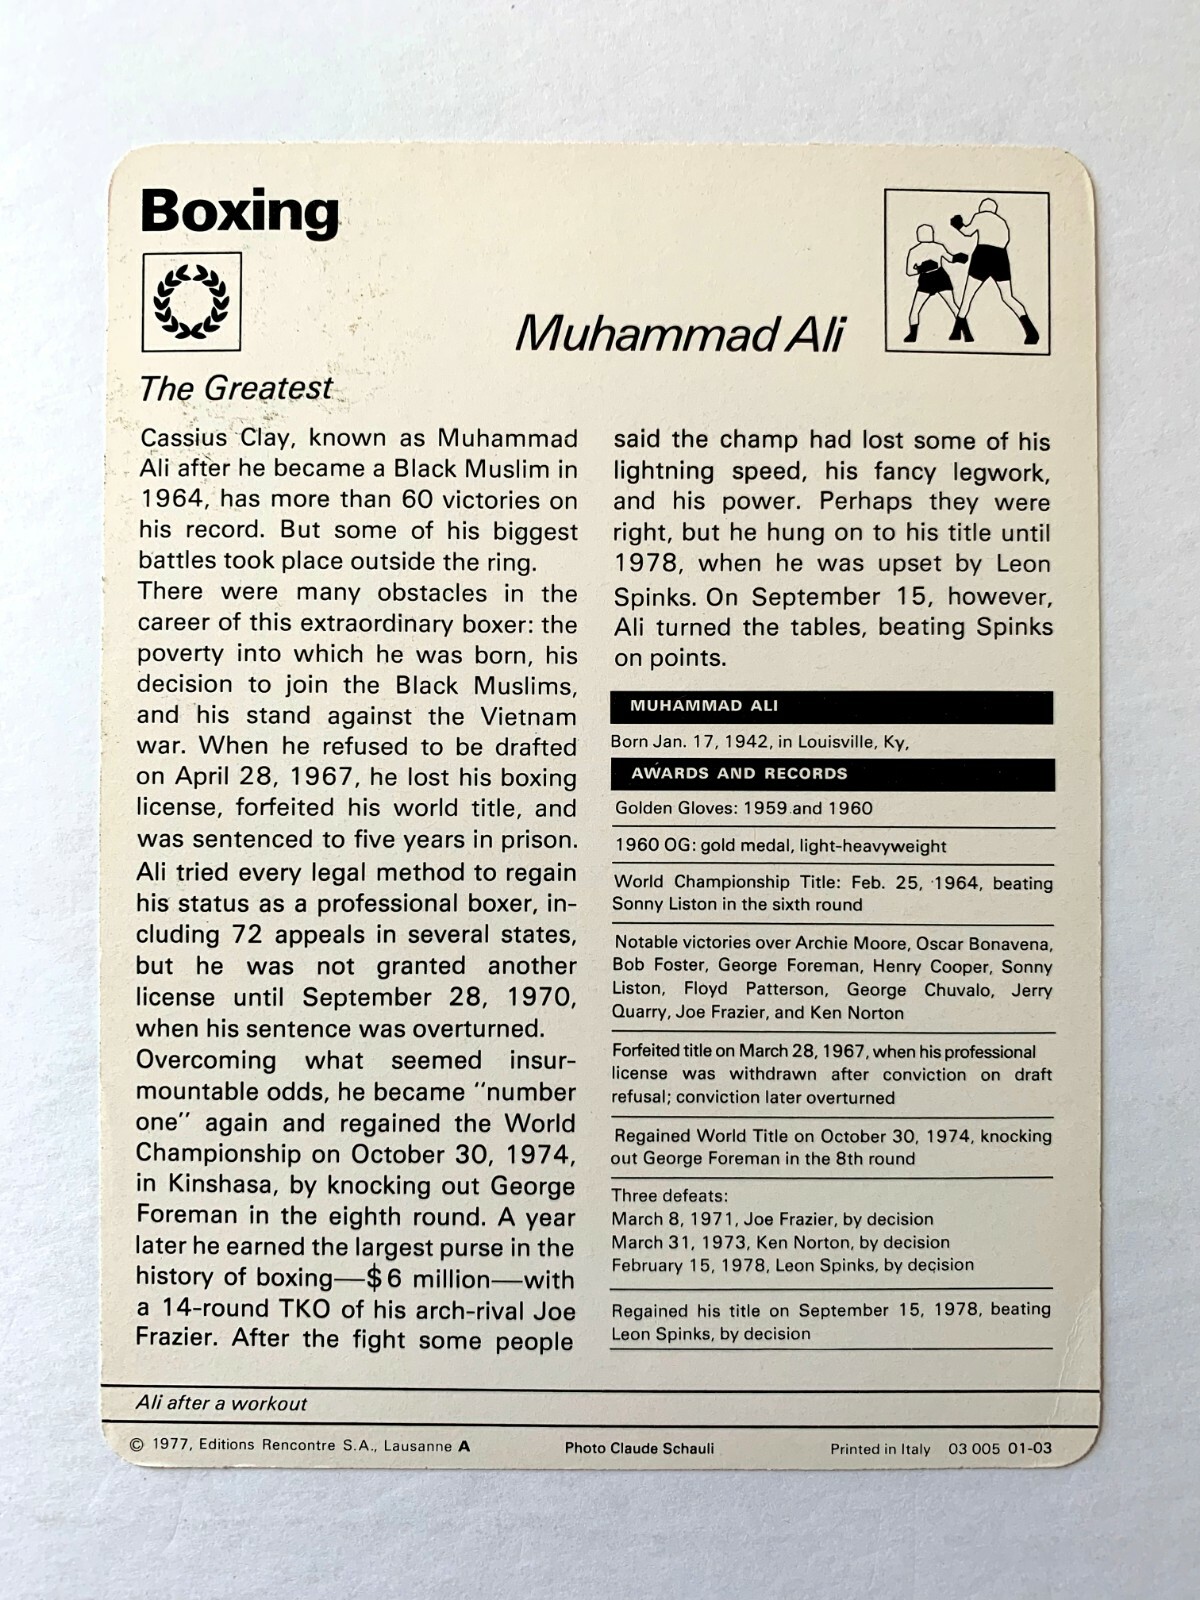 Boxing
Muhammad Ali
The Greatest
Cassius Clay, known as Muhammad
Ali after he became a Black Muslim in
1964, has more than 60 victories on
his record. But some of his biggest
battles took place outside the ring.
There were many obstacles in the
career of this extraordinary boxer: the
poverty into which he was born, his
decision to join the Black Muslims,
and his stand against the Vietnam
war. When he refused to be drafted
on April 28, 1967, he lost his boxing
license, forfeited his world title, and
was sentenced to five years in prison.
Ali tried every legal method to regain
his status as a professional boxer, in-
cluding 72 appeals in several states,
but he was not granted another
license until September 28, 1970,
when his sentence was overturned.
Overcoming what seemed insur-
mountable odds, he became "number
one" again and regained the World
Championship on October 30, 1974,
in Kinshasa, by knocking out George
Foreman in the eighth round. A year
later he earned the largest purse in the
history of boxing—$6 million—with
a 14-round TKO of his arch-rival Joe
Frazier. After the fight some people
said the champ had lost some of his
lightning speed, his fancy legwork,
and his power. Perhaps they were
right, but he hung on to his title until
1978, when he was upset by Leon
Spinks. On September 15, however,
Ali turned the tables, beating Spinks
on points.
MUHAMMAD ALI
Born Jan. 17, 1942, in Louisville, Ky,
AWARDS AND RECORDS
Golden Gloves: 1959 and 1960
1960 OG: gold medal, light-heavyweight
World Championship Title: Feb. 25, 1964, beating
Sonny Liston in the sixth round
Notable victories over Archie Moore, Oscar Bonavena,
Bob Foster, George Foreman, Henry Cooper, Sonny
Liston, Floyd Patterson, George Chuvalo, Jerry
Quarry, Joe Frazier, and Ken Norton
Forfeited title on March 28, 1967, when his professional
license was withdrawn after conviction on draft
refusal; conviction later overturned
Regained World Title on October 30, 1974, knocking
out George Foreman in the 8th round
Three defeats:
March 8, 1971, Joe Frazier, by decision
March 31, 1973, Ken Norton, by decision
February 15, 1978, Leon Spinks, by decision
Regained his title on September 15, 1978, beating
Leon Spinks, by decision
Ali after a workout
© 1977, Editions Rencontre S.A., Lausanne A
Photo Claude Schauli
Printed in Italy 03 005 01-03